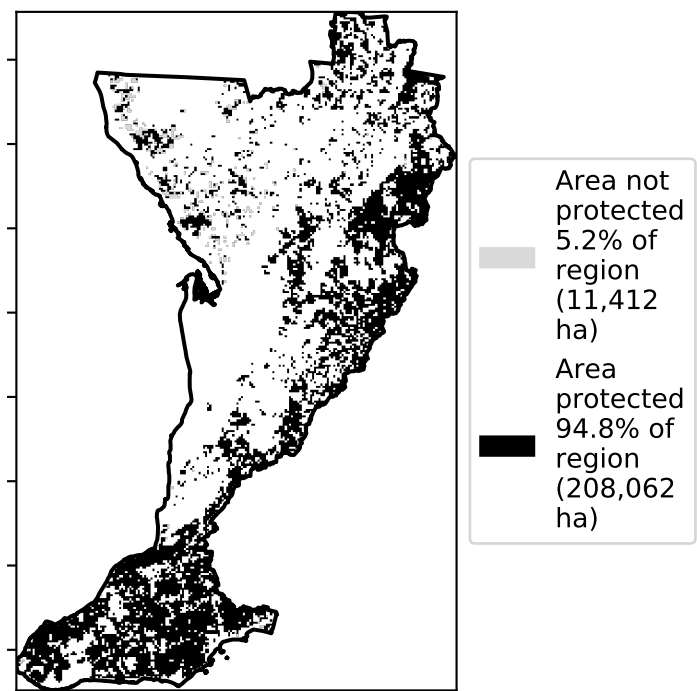 Area not
protected
5.2% of
region
(11,412
ha)
Area
protected
94.8% of
region
(208,062
ha)